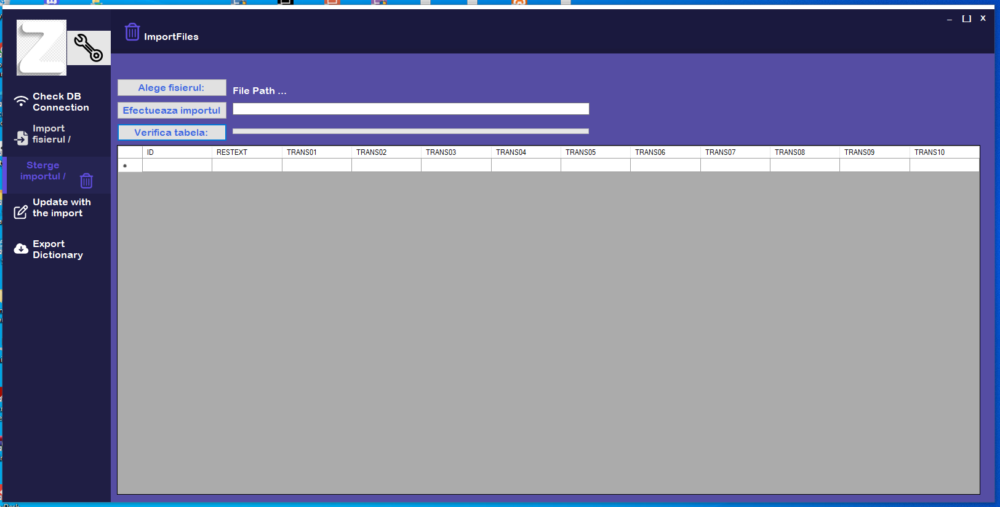 ImportFiles
Check DB
Connection
Import
fisierul /
Sterge
importul /
Update with
the import
Export
Dictionary
Alege fisierul:
File Path ...
Efectueaza importul
Verifica tabela:
ID RESTEXT TRANS01 TRANS02 TRANS03 TRANS04 TRANS05 TRANS06 TRANS07 TRANS08 TRANS09 TRANS10